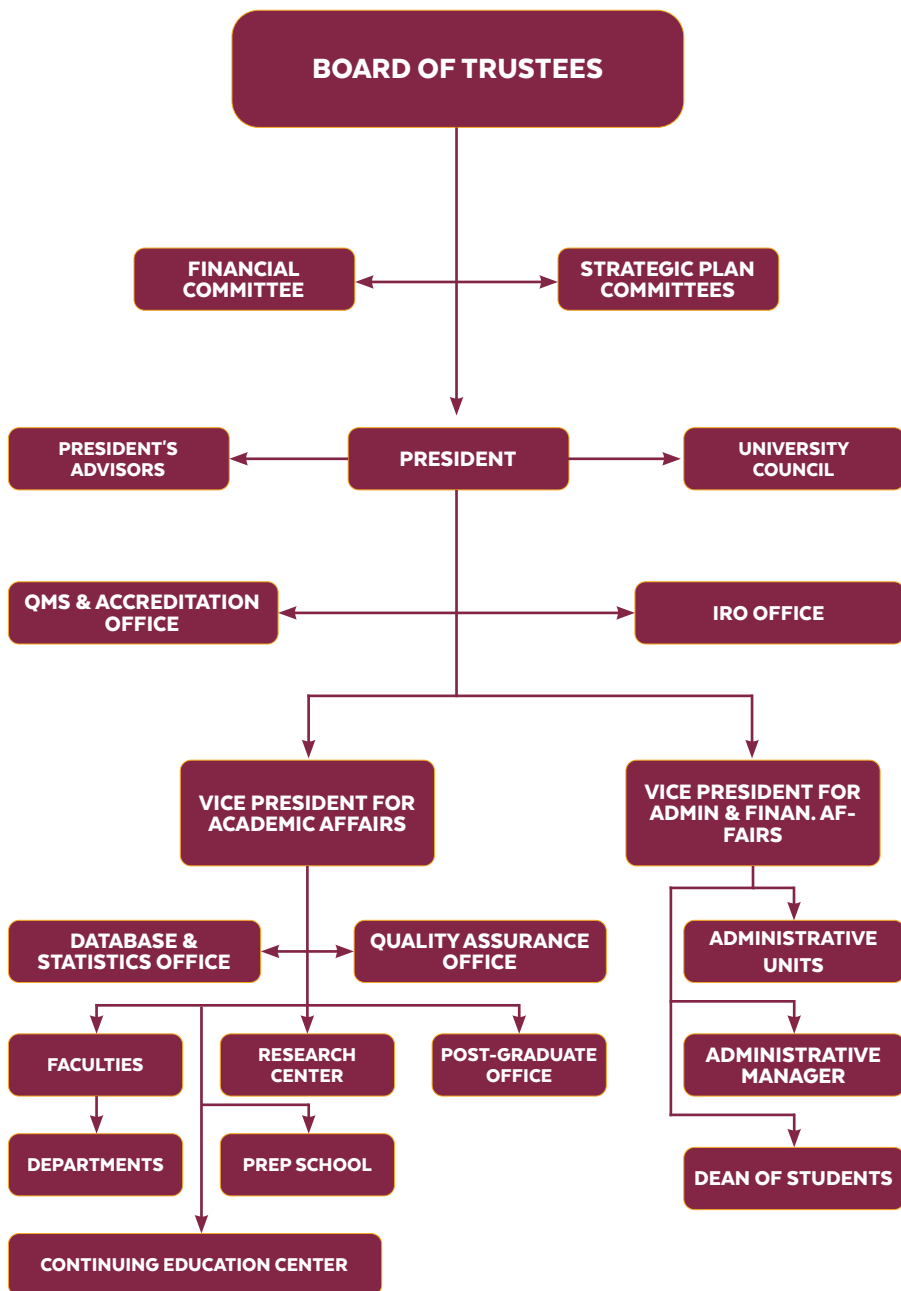 BOARD OF TRUSTEES
FINANCIAL
COMMITTEE
STRATEGIC PLAN
COMMITTEES
PRESIDENT'S
ADVISORS
PRESIDENT
UNIVERSITY
COUNCIL
QMS & ACCREDITATION
OFFICE
IRO OFFICE
VICE PRESIDENT FOR
ACADEMIC AFFAIRS
VICE PRESIDENT FOR
ADMIN & FINAN. AF-
FAIRS
DATABASE &
STATISTICS OFFICE
QUALITY ASSURANCE
OFFICE
ADMINISTRATIVE
UNITS
FACULTIES
RESEARCH
CENTER
POST-GRADUATE
OFFICE
ADMINISTRATIVE
MANAGER
DEPARTMENTS
PREP SCHOOL
DEAN OF STUDENTS
CONTINUING EDUCATION CENTER